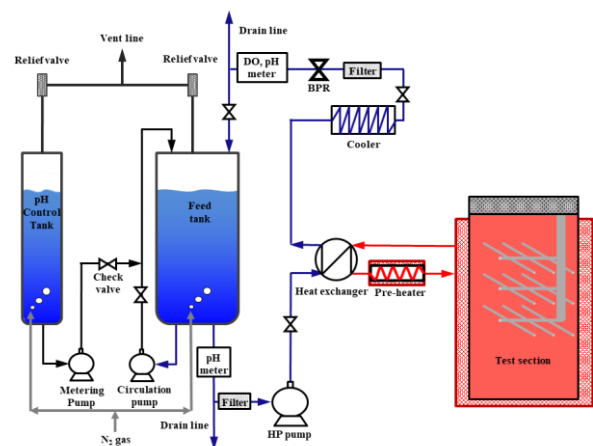 Drain line
Vent line
Relief valve
Relief valve
DO, pH
meter
Filter
BPR
Cooler
pH
Control
Tank
Feed
tank
Check
valve
Heat exchanger
Pre-heater
Test section
pH
meter
Metering
Pump
Circulation
pump
Filter
HP pump
N2 gas
Drain line